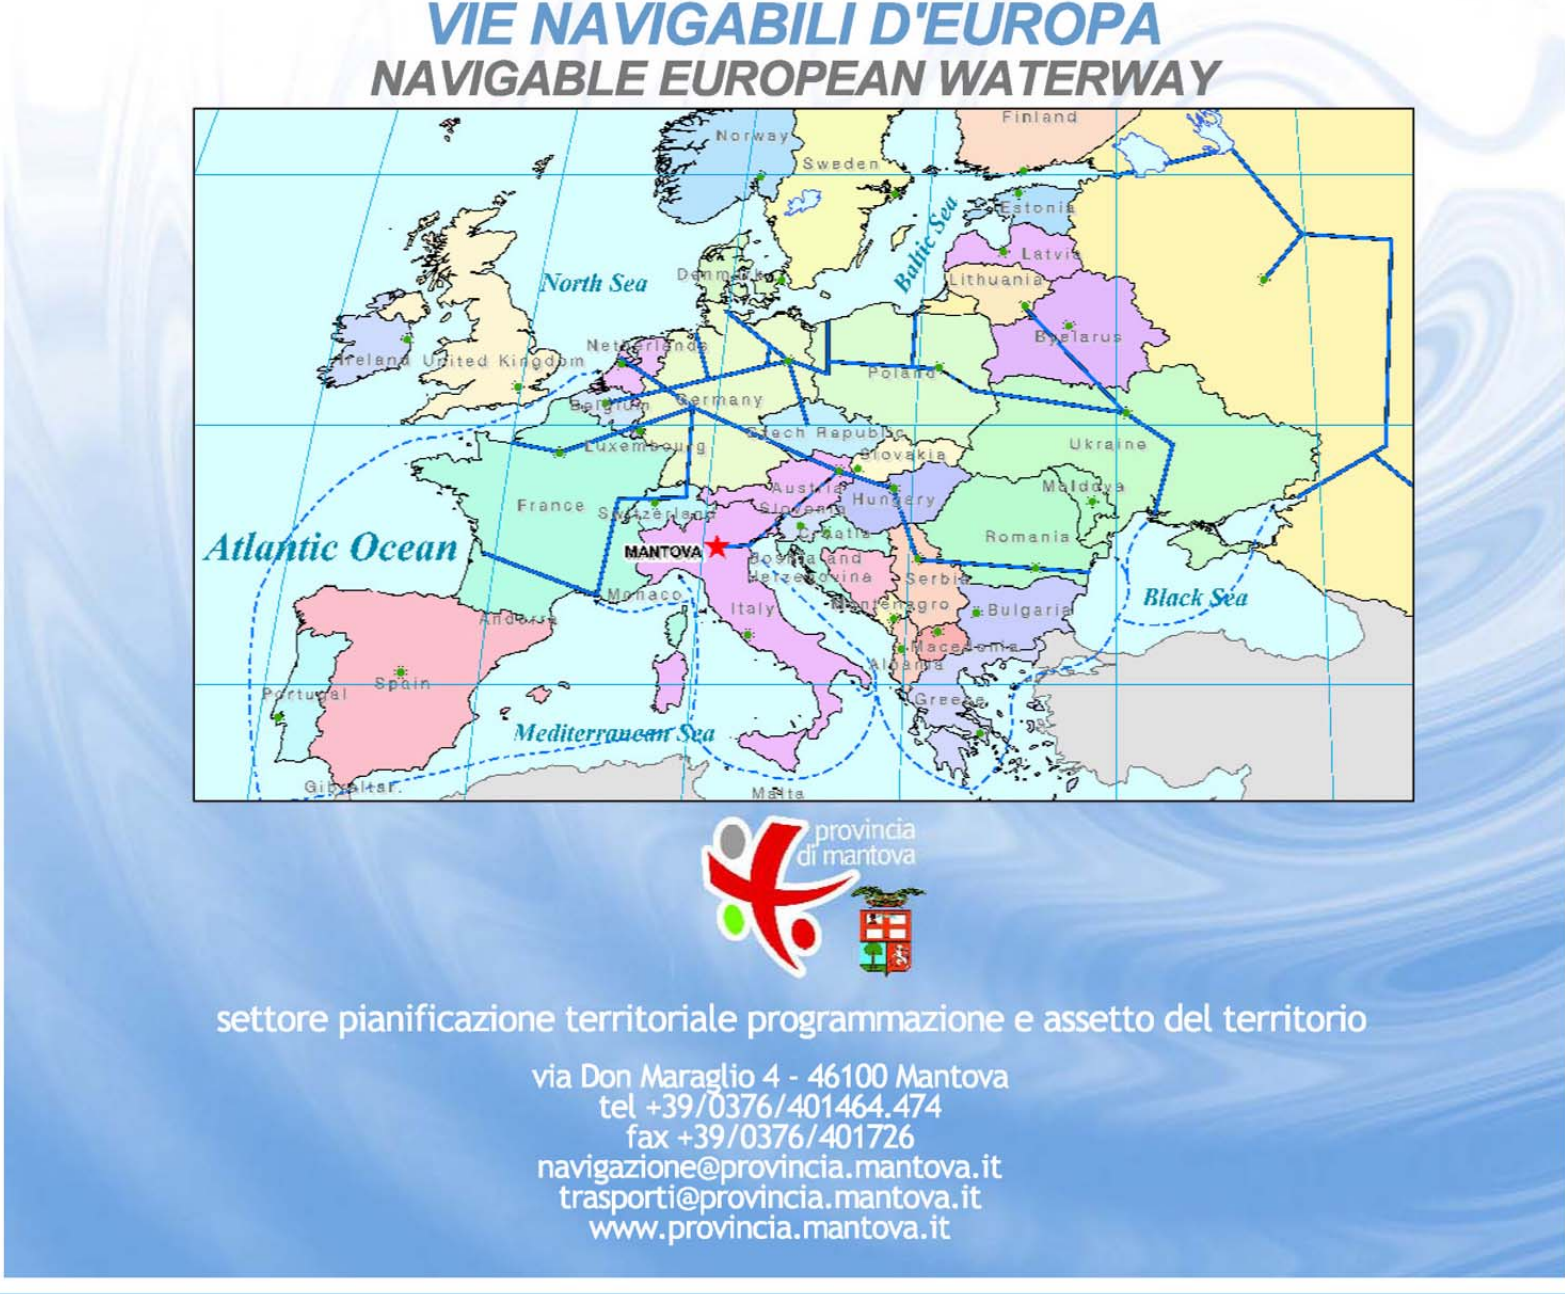 VIE NAVIGABILI D'EUROPA
NAVIGABLE EUROPEAN WATERWAY
Finland
Norway
Sweden
Estonia
Baltic Sea
Latvia
North Sea
Denmark
Lithuania
Byelarus
Netherlands
Ireland
United Kingdom
Poland
Belgium
Germany
Czech Republic
Ukraine
Luxembourg
Slovakia
Austria
Moldova
Hungary
France
Switzerland
Slovenia
Croatia
Romania
Atlantic Ocean
MANTOVA
Bosnia and
Herzegovina
Serbia
Monaco
Black Sea
Montenegro
Italy
Bulgaria
Andorra
Macedonia
Albania
Spain
Portugal
Greece
Mediterranean Sea
Gibraltar.
Malta
provincia
di mantova
settore pianificazione territoriale programmazione e assetto del territorio
via Don Maraglio 4 - 46100 Mantova
tel +39/0376/401464.474
fax +39/0376/401726
navigazione@provincia.mantova.it
trasporti@provincia.mantova.it
www.provincia.mantova.it